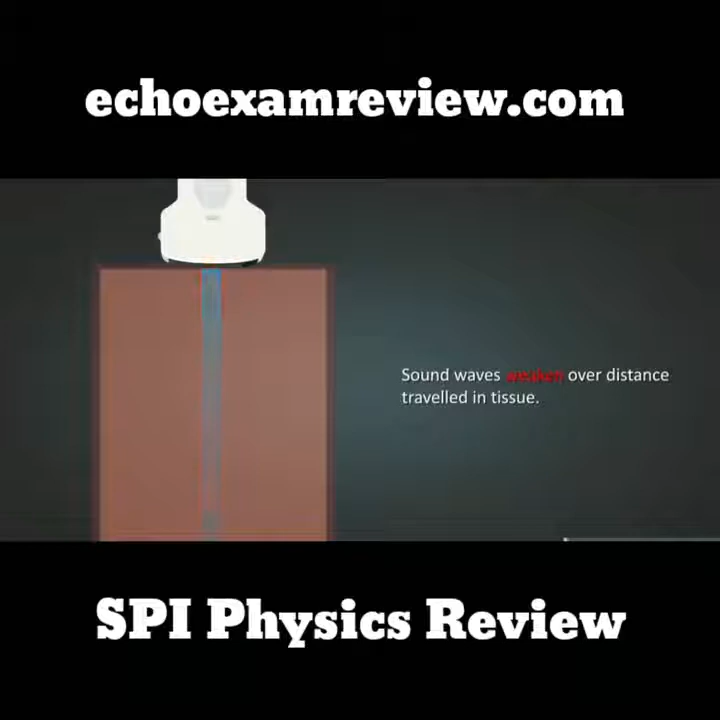 echoexamreview.com
Sound waves weaken over distance
travelled in tissue.
SPI Physics Review